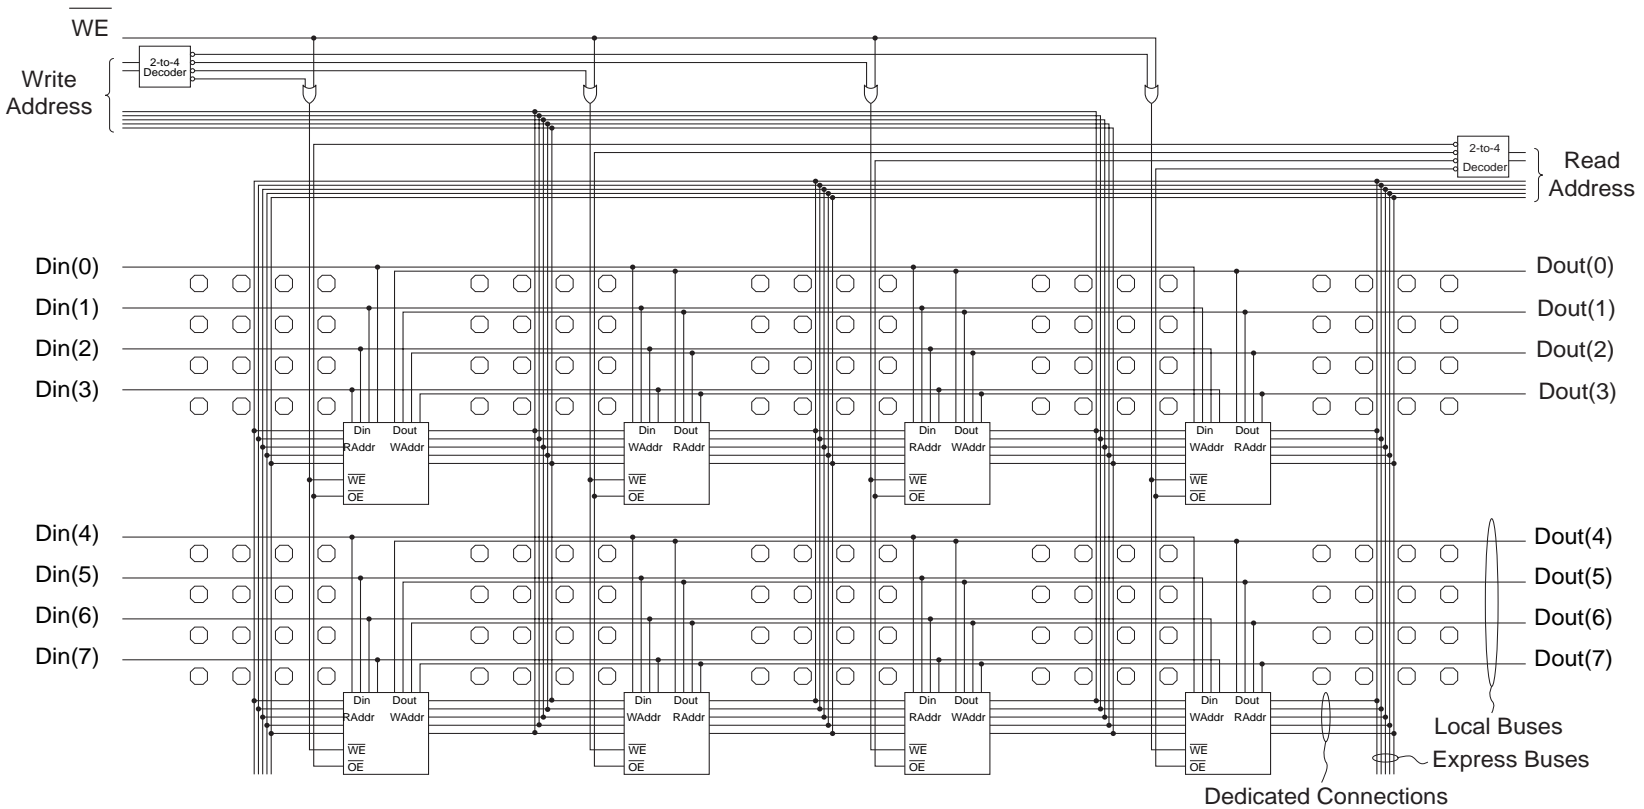 WE
2-to-4
Decoder
Write
Address
2-to-4
Decoder
Read
Address
Din(0)
Dout(0)
Din(1)
Dout(1)
Din(2)
Dout(2)
Din(3)
Dout(3)
Din Dout
RAddr WAddr
WE
OE
Din Dout
WAddr RAddr
WE
OE
Din Dout
RAddr WAddr
WE
OE
Din Dout
WAddr RAddr
WE
OE
Din(4)
Dout(4)
Din(5)
Dout(5)
Din(6)
Dout(6)
Din(7)
Dout(7)
Din Dout
RAddr WAddr
WE
OE
Din Dout
WAddr RAddr
WE
OE
Din Dout
RAddr WAddr
WE
OE
Din Dout
WAddr RAddr
WE
OE
Local Buses
Express Buses
Dedicated Connections